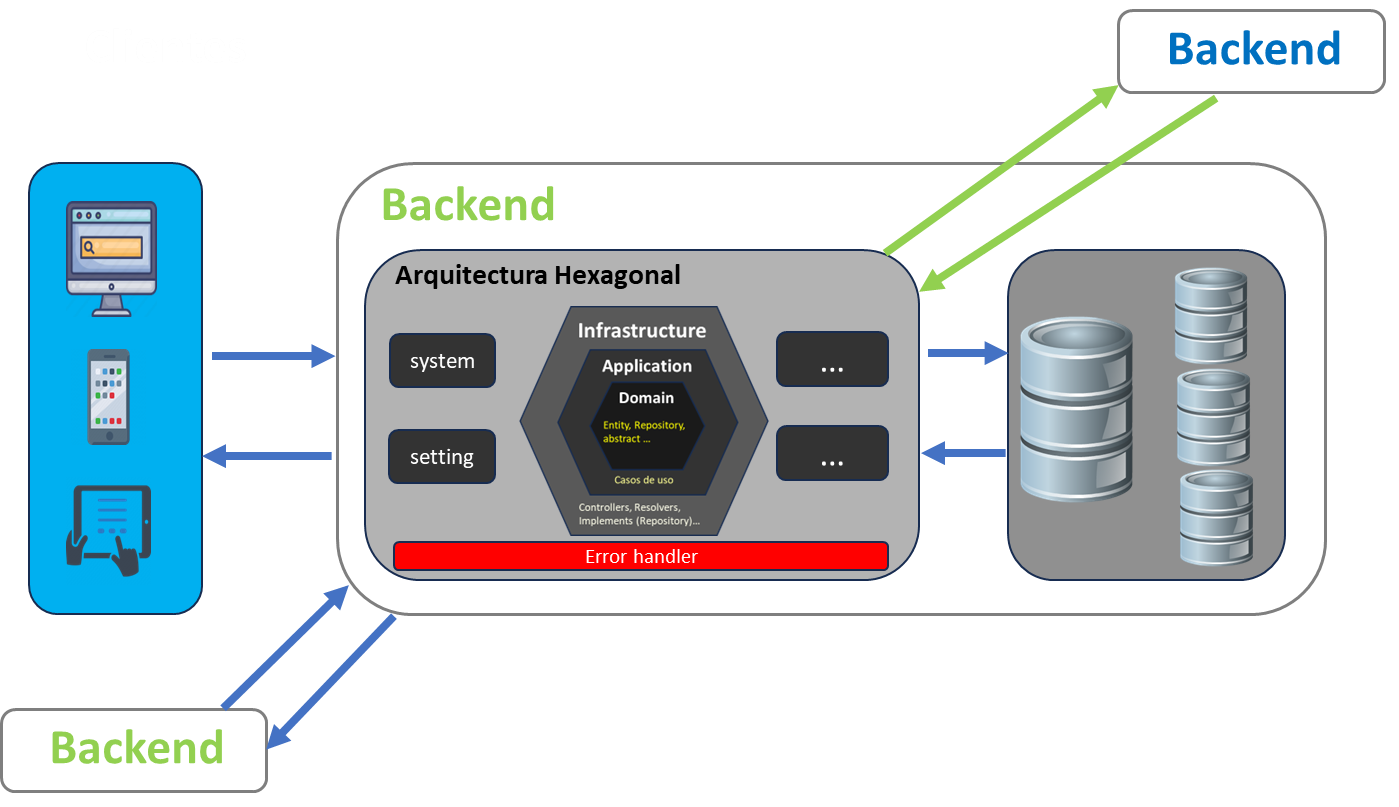 Backend
Backend
Arquitectura Hexagonal
system
setting
Infrastructure
Application
Domain
Entity, Repository,
abstract ...
Casos de uso
Controllers, Resolvers,
Implements (Repository)...
...
...
Error handler
Backend